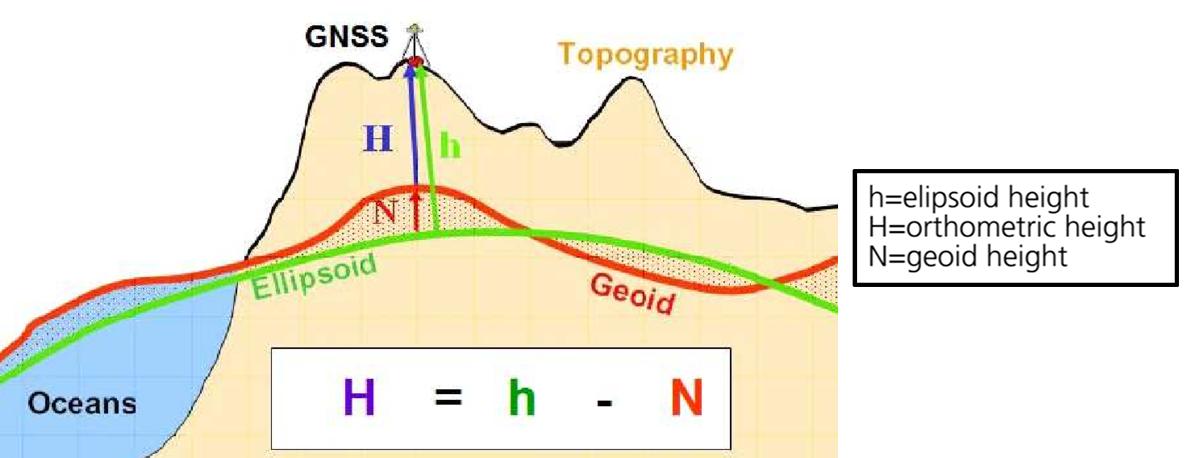 GNSS
Topography
H
h
N
Ellipsoid
Geoid
Oceans
H = h - N
h=elipsoid height
H=orthometric height
N=geoid height